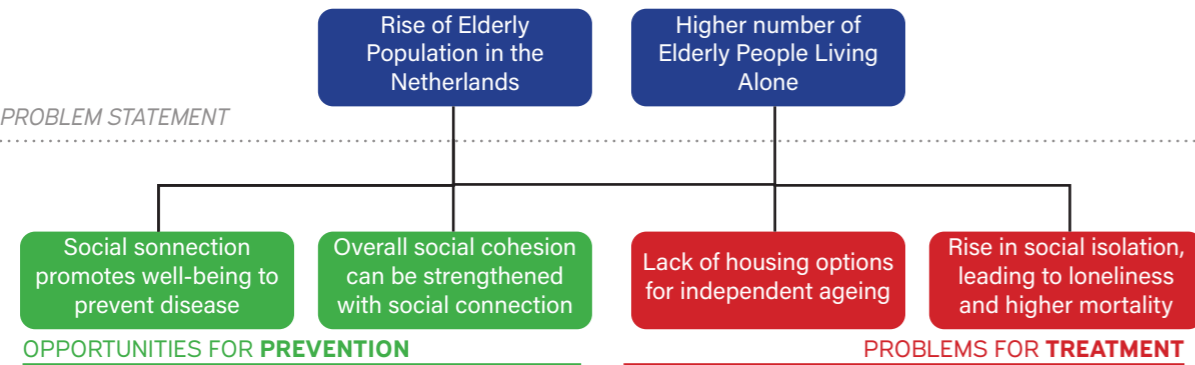 Rise of Elderly
Population in the
Netherlands
Higher number of
Elderly People Living
Alone
PROBLEM STATEMENT
Social sonnection
promotes well-being to
prevent disease
Overall social cohesion
can be strengthened
with social connection
Lack of housing options
for independent ageing
Rise in social isolation,
leading to loneliness
and higher mortality
OPPORTUNITIES FOR PREVENTION
PROBLEMS FOR TREATMENT